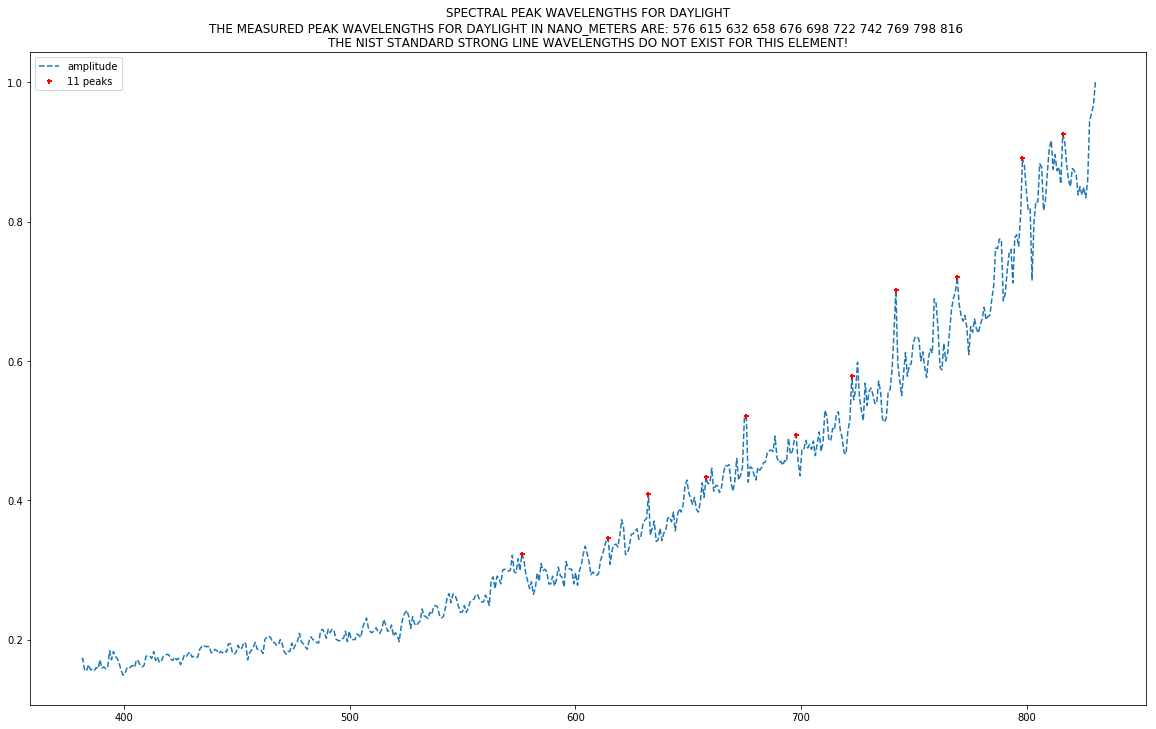 SPECTRAL PEAK WAVELENGTHS FOR DAYLIGHT
THE MEASURED PEAK WAVELENGTHS FOR DAYLIGHT IN NANO_METERS ARE: 576 615 632 658 676 698 722 742 769 798 816
THE NIST STANDARD STRONG LINE WAVELENGTHS DO NOT EXIST FOR THIS ELEMENT!
amplitude
11 peaks
1.0
0.8
0.6
0.4
0.2
400 500 600 700 800